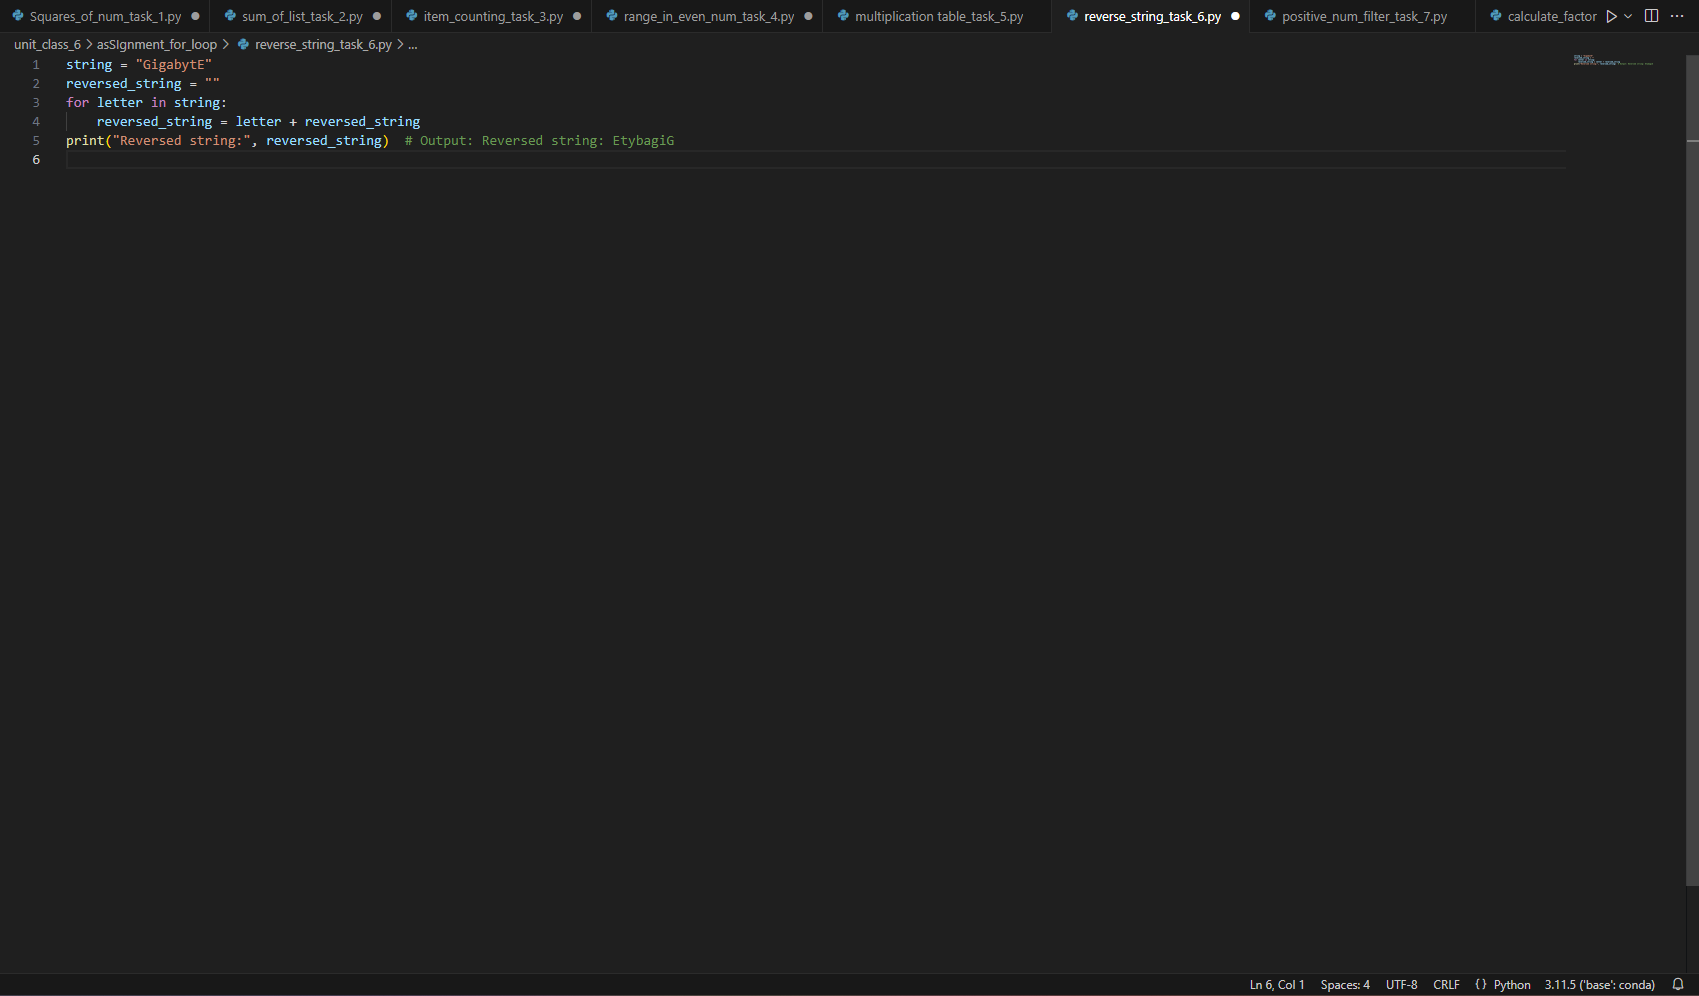 Squares_of_num_task_1.py sum_of_list_task_2.py item_counting_task_3.py range_in_even_num_task_4.py multiplication table_task_5.py reverse_string_task_6.py positive_num_filter_task_7.py calculate_factor
unit_class_6 > asSIgnment_for_loop > reverse_string_task_6.py > ...
1 string = "GigabytE"
2 reversed_string = ""
3 for letter in string:
4     reversed_string = letter + reversed_string
5 print("Reversed string:", reversed_string)  # Output: Reversed string: EtybagiG
6
Ln 6, Col 1 Spaces: 4 UTF-8 CRLF {} Python 3.11.5 ('base': conda)